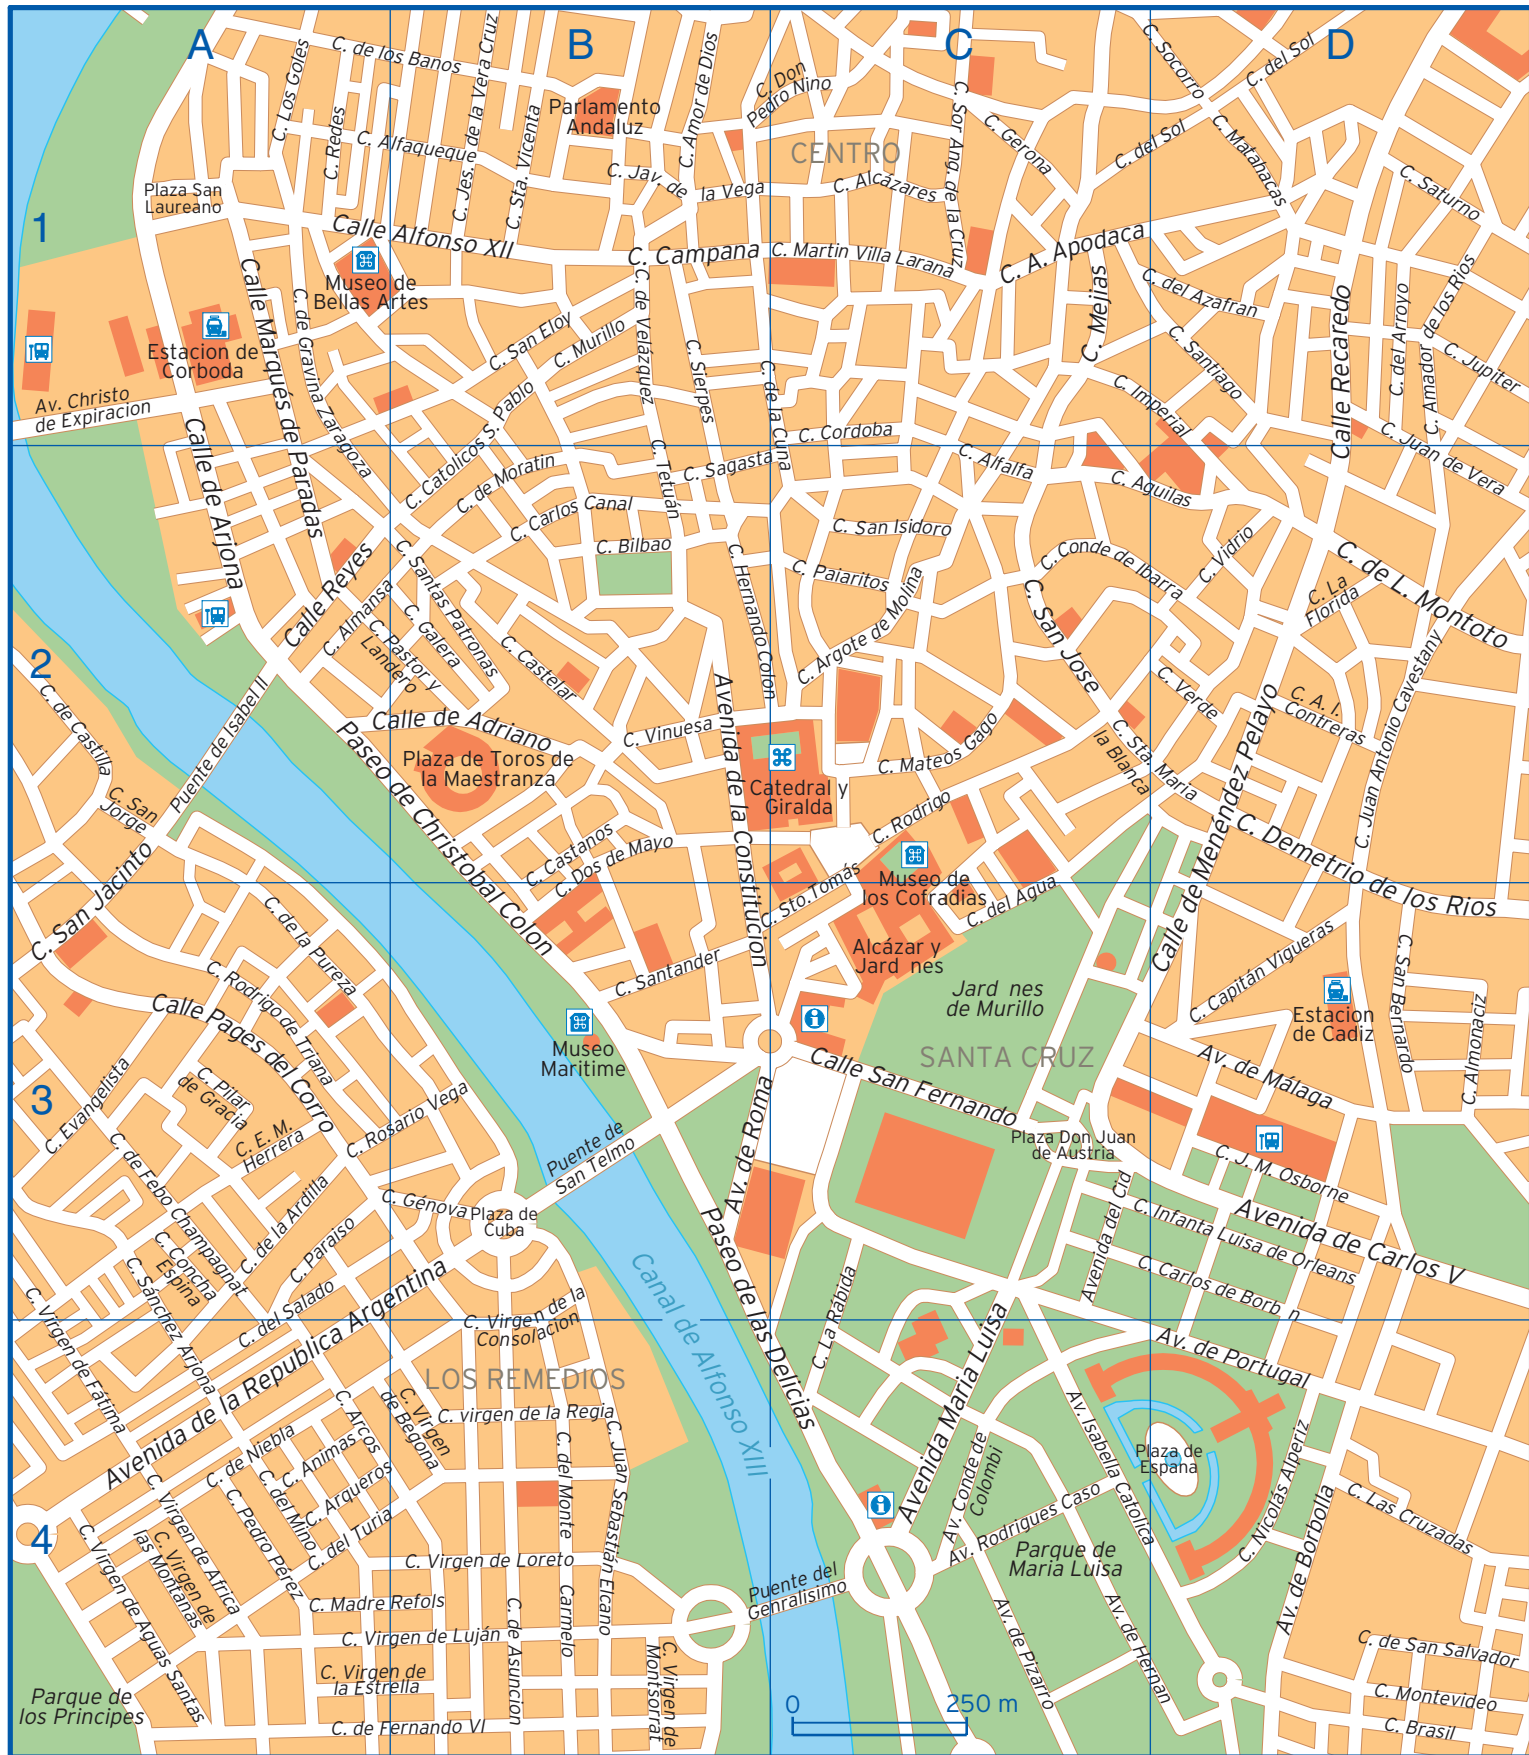 A
B
C
D
1
2
3
4
C. de los Banos
C. Los Goles
C. Redes
C. Alfaqueque
C. Jes. de la Vera Cruz
C. Sta. Vicenta
Parlamento
Andaluz
C. Amor de Dios
C. Don
Pedro Nino
CENTRO
C. Jav. de
la Vega
C. Alcázares
C. Sor Ang. de la cruz
C. Gerona
C. Socorro
C. del Sol
C. del Sol
C. Matahacas
C. Saturno
Plaza San
Laureano
Calle Alfonso XII
C. Campana
C. Martin Villa Larana
C. A. Apodaca
Museo de
Bellas Artes
Calle Marqués de Paradas
C. de Gravina Zaragoza
Estacion de
Corboda
Av. Christo
de Expiracion
C. San Eloy
C. Murillo
C. de Velázquez
C. Sierpes
C. de la Cuna
C. Mejias
C. del Azafran
C. Santiago
C. Imperial
Calle Recaredo
C. del Arroyo
C. Amador de los Rios
C. Jupiter
C. Juan de Vera
C. Catolicos S. Pablo
C. de Moratin
C. Carlos Canal
C. Bilbao
C. Tetuán
C. Sagasta
C. Cordoba
C. Alfalfa
C. Aguilas
C. San Isidoro
Calle de Arjona
Calle Reyes
C. Almansa
C. Santas Patronas
C. Galera
C. Pastor y
Landero
C. Castelar
C. Hernando Colon
C. Paiaritos
C. Argote de Molina
C. Conde de Ibarra
C. Vidrio
C. San Jose
C. La
Florida
C. de L. Montoto
C. Verde
C. A. I.
Contreras
C. Juan Antonio Cavestany
C. de Castilla
C. San
Jorge
Puente de Isabel II
Calle de Adriano
Plaza de Toros de
la Maestranza
Paseo de Christobal Colon
C. Vinuesa
Avenida de la Constitucion
Catedral y
Giralda
C. Mateos Gago
C. Rodrigo
C. Sta. Maria
la Blanca
Calle de Menéndez Pelayo
C. Demetrio de los Rios
C. Castanos
C. Dos de Mayo
C. Sto. Tomás
Museo de
los Cofradias
C. del Agua
C. San Jacinto
C. de la Pureza
C. Rodrigo de Triana
Calle Pages del Corro
C. Santander
Alcázar y
Jard nes
Jard nes
de Murillo
SANTA CRUZ
C. Capitán Vigueras
Estacion
de Cadiz
C. San Bernardo
C. Almonaciz
Museo
Maritime
C. Evangelista
C. Pilar
de Gracia
C. E. M.
Herrera
C. Rosario Vega
Puente de
San Telmo
Av. de Roma
Calle San Fernando
Plaza Don Juan
de Austria
Av. de Málaga
C. J. M. Osborne
C. de Febo Champagnat
C. Concha
Espina
C. Sánchez Arjona
C. de la Ardilla
C. Paraiso
C. del Salado
C. Génova
Plaza de
Cuba
C. Virgen de Fátima
Avenida de la Republica Argentina
C. Virgen de la
Consolacion
Canal de Alfonso XIII
Paseo de las Delicias
C. La Rabida
Avenida Maria Luisa
Avenida del Cid
C. Infanta Luisa de Orleans
Avenida de Carlos V
C. Carlos de Borb n
Av. de Portugal
LOS REMEDIOS
C. Virgen
de Begona
C. virgen de la Regla
C. de Niebla
C. Animas
C. Arcos
C. Arqueros
C. del Mino
C. del Turia
C. Pedro Pérez
C. Virgen de Africa
C. Virgen de
las Montanas
C. Virgen de Aguas Santas
C. del Monte Carmelo
C. Juan Sebastian Elcano
C. Virgen de Loreto
C. Madre Refols
C. Virgen de Luján
C. Virgen de
la Estrella
C. de Fernando VI
C. de Asuncion
C. Virgen de
Montsorrat
Puente del
Genralisimo
Av. Conde de
Colombi
Av. Isabella Catolica
Av. Rodrigues Caso
Parque de
Maria Luisa
Plaza de
Espana
C. Nicolás Alperiz
Av. de Borbolla
C. Las Cruzadas
Av. de Pizarro
Av. de Hernan
C. de San Salvador
C. Montevideo
C. Brasil
Parque de
los Principes
0 250 m